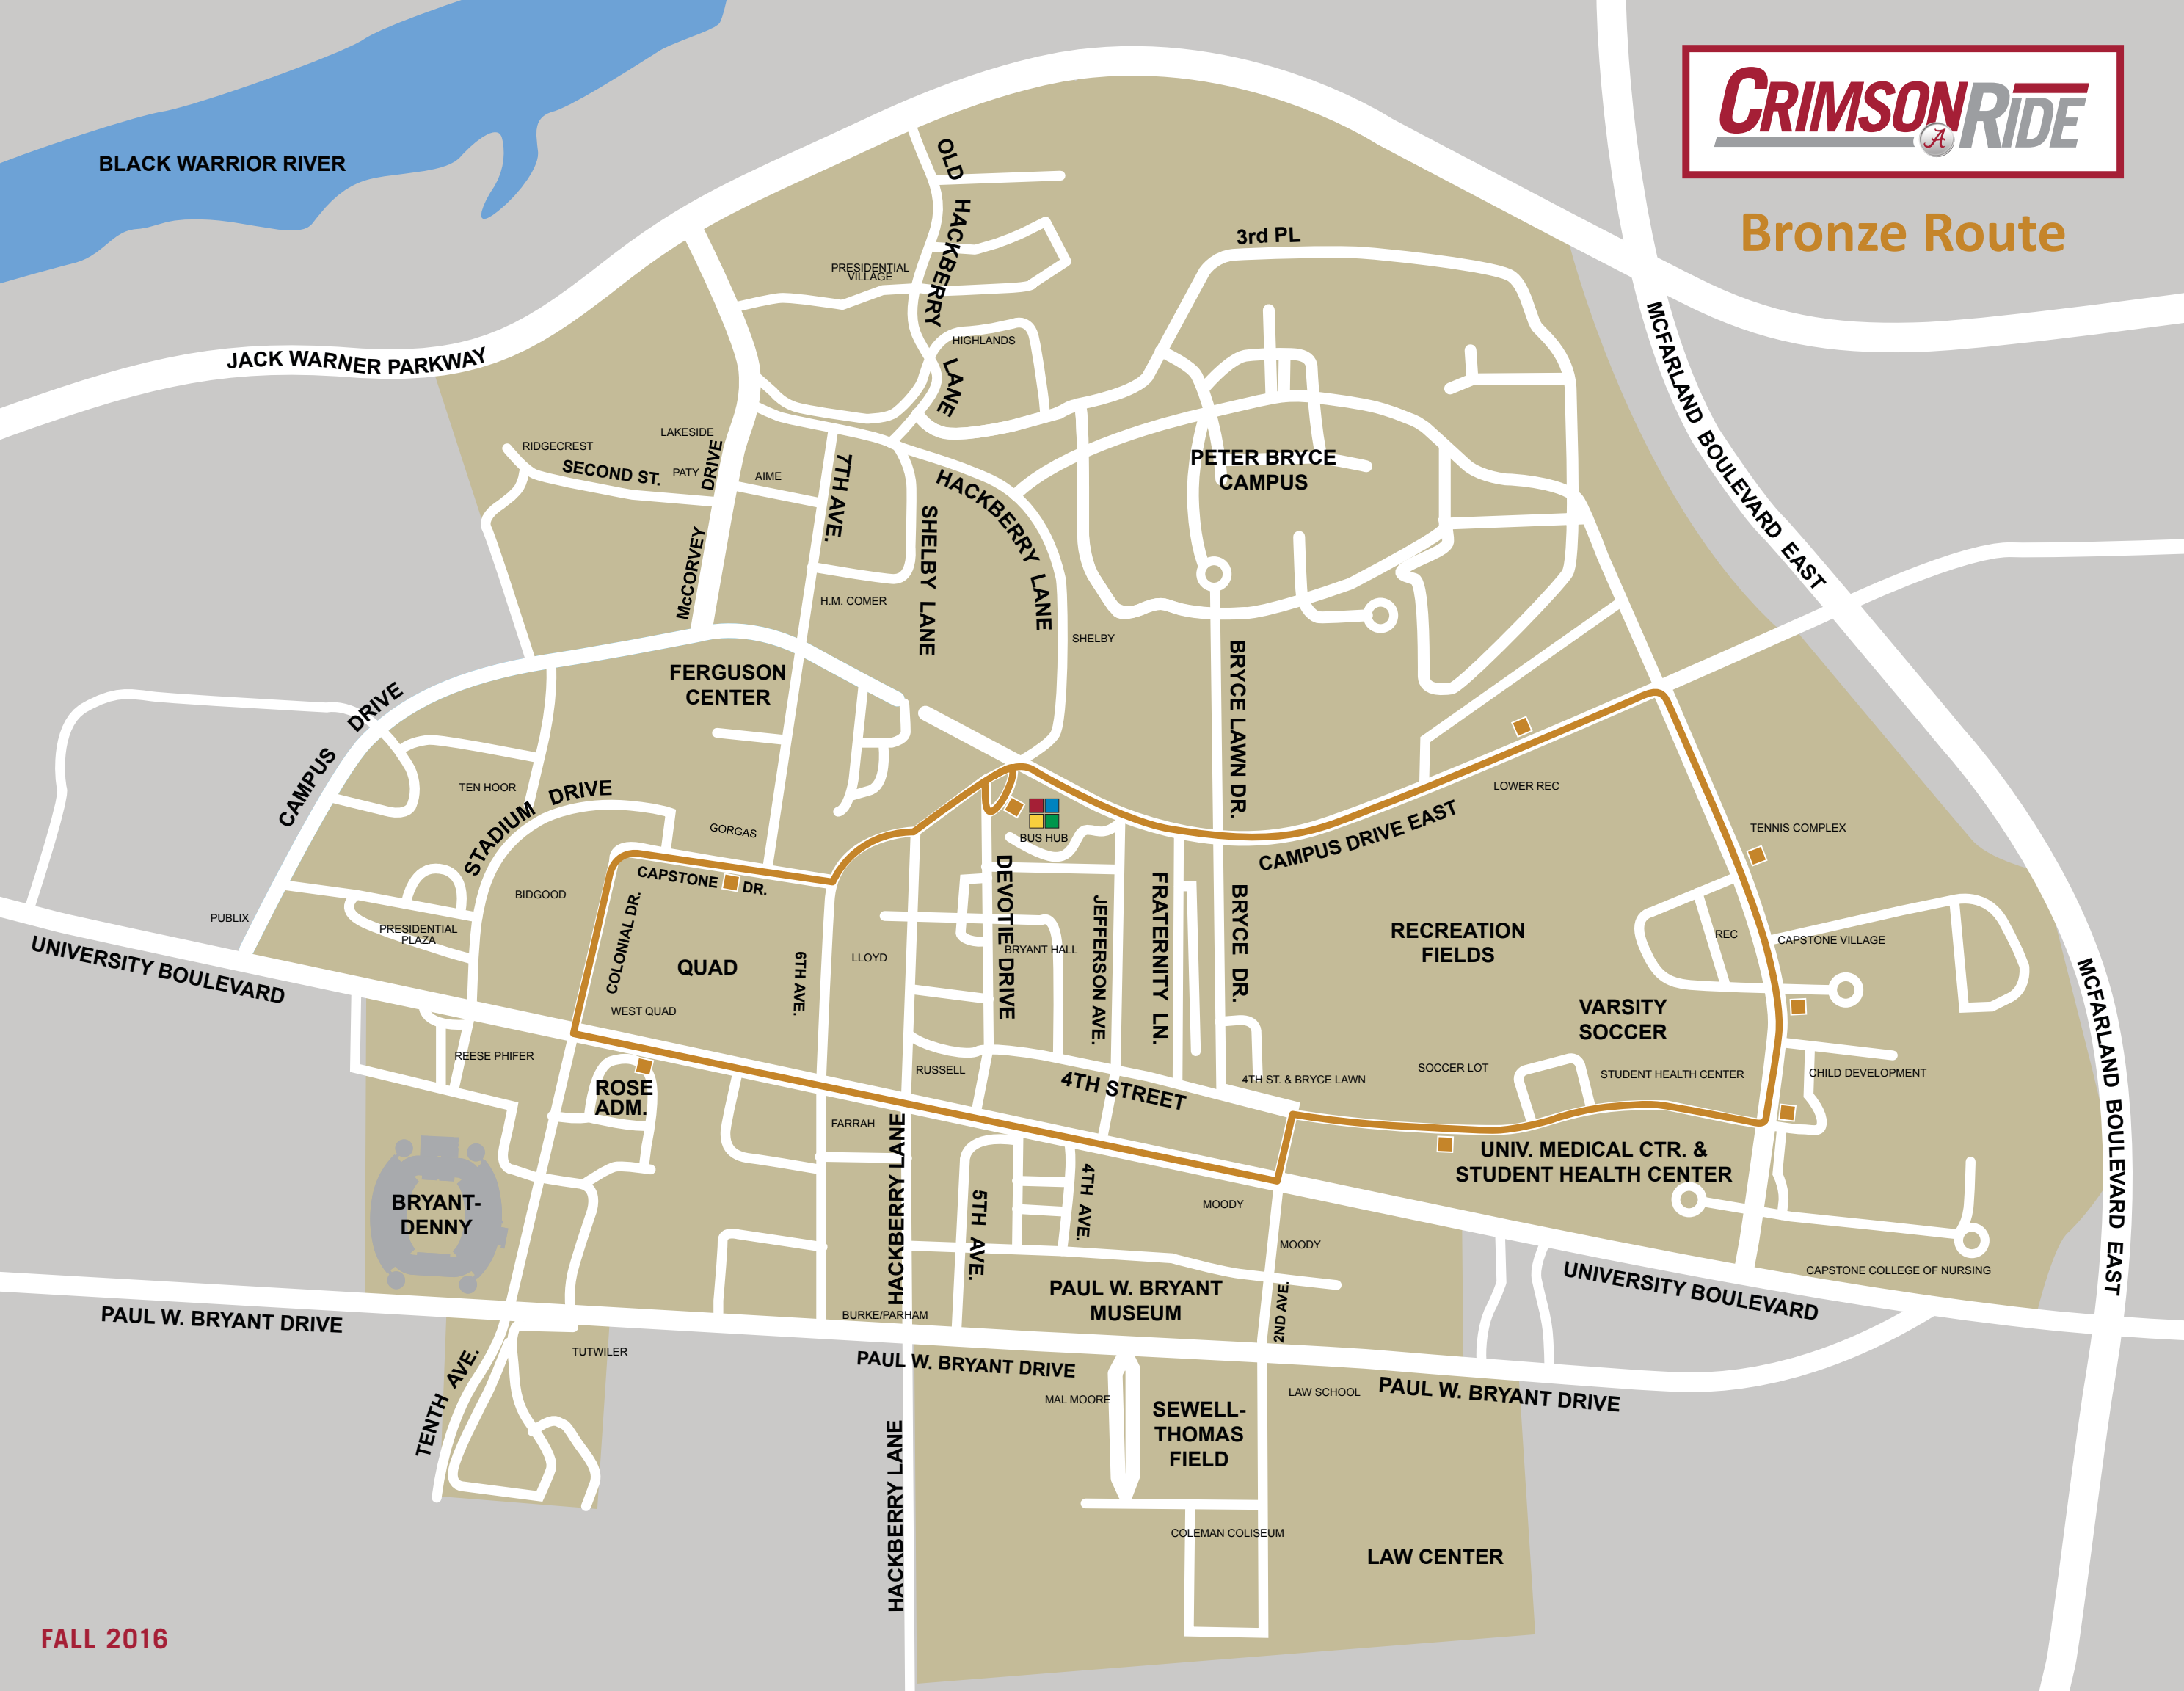 CRIMSONRIDE
A
Bronze Route
BLACK WARRIOR RIVER
OLD HACKBERRY LANE
3rd PL
PRESIDENTIAL
VILLAGE
HIGHLANDS
JACK WARNER PARKWAY
MCFARLAND BOULEVARD EAST
LAKESIDE
RIDGECREST
SECOND ST.
PATY
McCORVEY DRIVE
AIME
7TH AVE.
HACKBERRY LANE
PETER BRYCE
CAMPUS
SHELBY LANE
H.M. COMER
SHELBY
FERGUSON
CENTER
BRYCE LAWN DR.
CAMPUS DRIVE
TEN HOOR
STADIUM DRIVE
GORGAS
BUS HUB
LOWER REC
CAMPUS DRIVE EAST
TENNIS COMPLEX
CAPSTONE DR.
BIDGOOD
COLONIAL DR.
PUBLIX
PRESIDENTIAL
PLAZA
UNIVERSITY BOULEVARD
QUAD
6TH AVE.
LLOYD
DEVOTIE DRIVE
BRYANT HALL
JEFFERSON AVE.
FRATERNITY LN.
BRYCE DR.
RECREATION
FIELDS
REC
CAPSTONE VILLAGE
WEST QUAD
VARSITY
SOCCER
MCFARLAND BOULEVARD EAST
REESE PHIFER
RUSSELL
4TH STREET
4TH ST. & BRYCE LAWN
SOCCER LOT
STUDENT HEALTH CENTER
CHILD DEVELOPMENT
ROSE
ADM.
FARRAH
HACKBERRY LANE
UNIV. MEDICAL CTR. &
STUDENT HEALTH CENTER
BRYANT-
DENNY
5TH AVE.
4TH AVE.
MOODY
MOODY
CAPSTONE COLLEGE OF NURSING
UNIVERSITY BOULEVARD
PAUL W. BRYANT
MUSEUM
2ND AVE.
PAUL W. BRYANT DRIVE
BURKE/PARHAM
TUTWILER
TENTH AVE.
PAUL W. BRYANT DRIVE
MAL MOORE
LAW SCHOOL
PAUL W. BRYANT DRIVE
SEWELL-
THOMAS
FIELD
HACKBERRY LANE
COLEMAN COLISEUM
LAW CENTER
FALL 2016